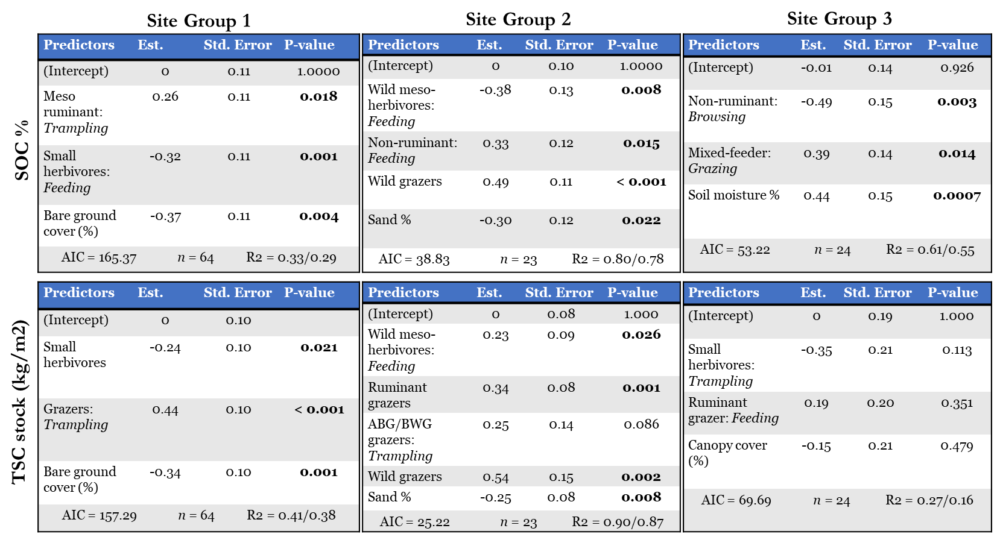 Site Group 1
Site Group 2
Site Group 3
SOC %
Predictors Est. Std. Error P-value
(Intercept) 0 0.11 1.0000
Meso 0.26 0.11 0.018
ruminant:
Trampling
Small -0.32 0.11 0.001
herbivores:
Feeding
Bare ground -0.37 0.11 0.004
cover (%)
AIC = 165.37 n = 64 R2 = 0.33/0.29
Predictors Est. Std. Error P-value
(Intercept) 0 0.10 1.0000
Wild meso- -0.38 0.13 0.008
herbivores:
Feeding
Non-ruminant: 0.33 0.12 0.015
Feeding
Wild grazers 0.49 0.11 < 0.001
Sand % -0.30 0.12 0.022
AIC = 38.83 n = 23 R2 = 0.80/0.78
Predictors Est. Std. Error P-value
(Intercept) -0.01 0.14 0.926
Non-ruminant: -0.49 0.15 0.003
Browsing
Mixed-feeder: 0.39 0.14 0.014
Grazing
Soil moisture % 0.44 0.15 0.0007
AIC = 53.22 n = 24 R2 = 0.61/0.55
TSC stock (kg/m2)
Predictors Est. Std. Error P-value
(Intercept) 0 0.10
Small -0.24 0.10 0.021
herbivores
Grazers: 0.44 0.10 < 0.001
Trampling
Bare ground -0.34 0.10 0.001
cover (%)
AIC = 157.29 n = 64 R2 = 0.41/0.38
Predictors Est. Std. Error P-value
(Intercept) 0 0.08 1.000
Wild meso- 0.23 0.09 0.026
herbivores:
Feeding
Ruminant 0.34 0.08 0.001
grazers
ABG/BWG 0.25 0.14 0.086
grazers:
Trampling
Wild grazers 0.54 0.15 0.002
Sand % -0.25 0.08 0.008
AIC = 25.22 n = 23 R2 = 0.90/0.87
Predictors Est. Std. Error P-value
(Intercept) 0 0.19 1.000
Small -0.35 0.21 0.113
herbivores:
Trampling
Ruminant 0.19 0.20 0.351
grazer: Feeding
Canopy cover -0.15 0.21 0.479
(%)
AIC = 69.69 n = 24 R2 = 0.27/0.16